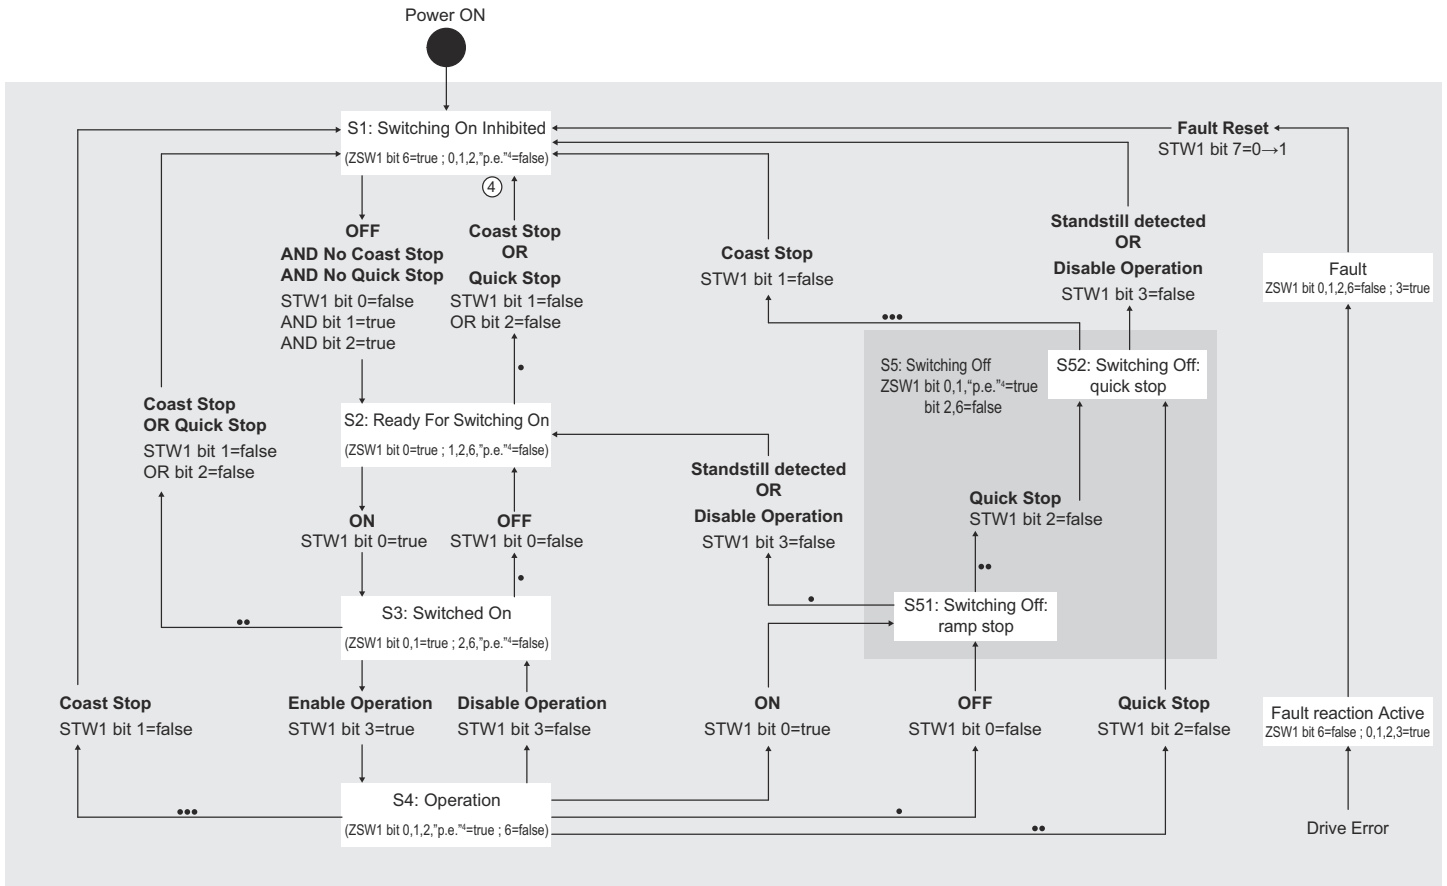 Power ON
S1: Switching On Inhibited
(ZSW1 bit 6=true ; 0,1,2,"p.e."⁴=false)
4
Fault Reset
STW1 bit 7=0→1
OFF
AND No Coast Stop
AND No Quick Stop
STW1 bit 0=false
AND bit 1=true
AND bit 2=true
Coast Stop
OR
Quick Stop
STW1 bit 1=false
OR bit 2=false
Coast Stop
STW1 bit 1=false
Standstill detected
OR
Disable Operation
STW1 bit 3=false
Fault
ZSW1 bit 0,1,2,6=false ; 3=true
S5: Switching Off
ZSW1 bit 0,1,"p.e."⁴=true
bit 2,6=false
S52: Switching Off:
quick stop
Coast Stop
OR Quick Stop
STW1 bit 1=false
OR bit 2=false
S2: Ready For Switching On
(ZSW1 bit 0=true ; 1,2,6,"p.e."⁴=false)
Standstill detected
OR
Disable Operation
STW1 bit 3=false
Quick Stop
STW1 bit 2=false
ON
STW1 bit 0=true
OFF
STW1 bit 0=false
S3: Switched On
(ZSW1 bit 0,1=true ; 2,6,"p.e."⁴=false)
S51: Switching Off:
ramp stop
Coast Stop
STW1 bit 1=false
Enable Operation
STW1 bit 3=true
Disable Operation
STW1 bit 3=false
ON
STW1 bit 0=true
OFF
STW1 bit 0=false
Quick Stop
STW1 bit 2=false
Fault reaction Active
ZSW1 bit 6=false ; 0,1,2,3=true
S4: Operation
(ZSW1 bit 0,1,2,"p.e."⁴=true ; 6=false)
Drive Error